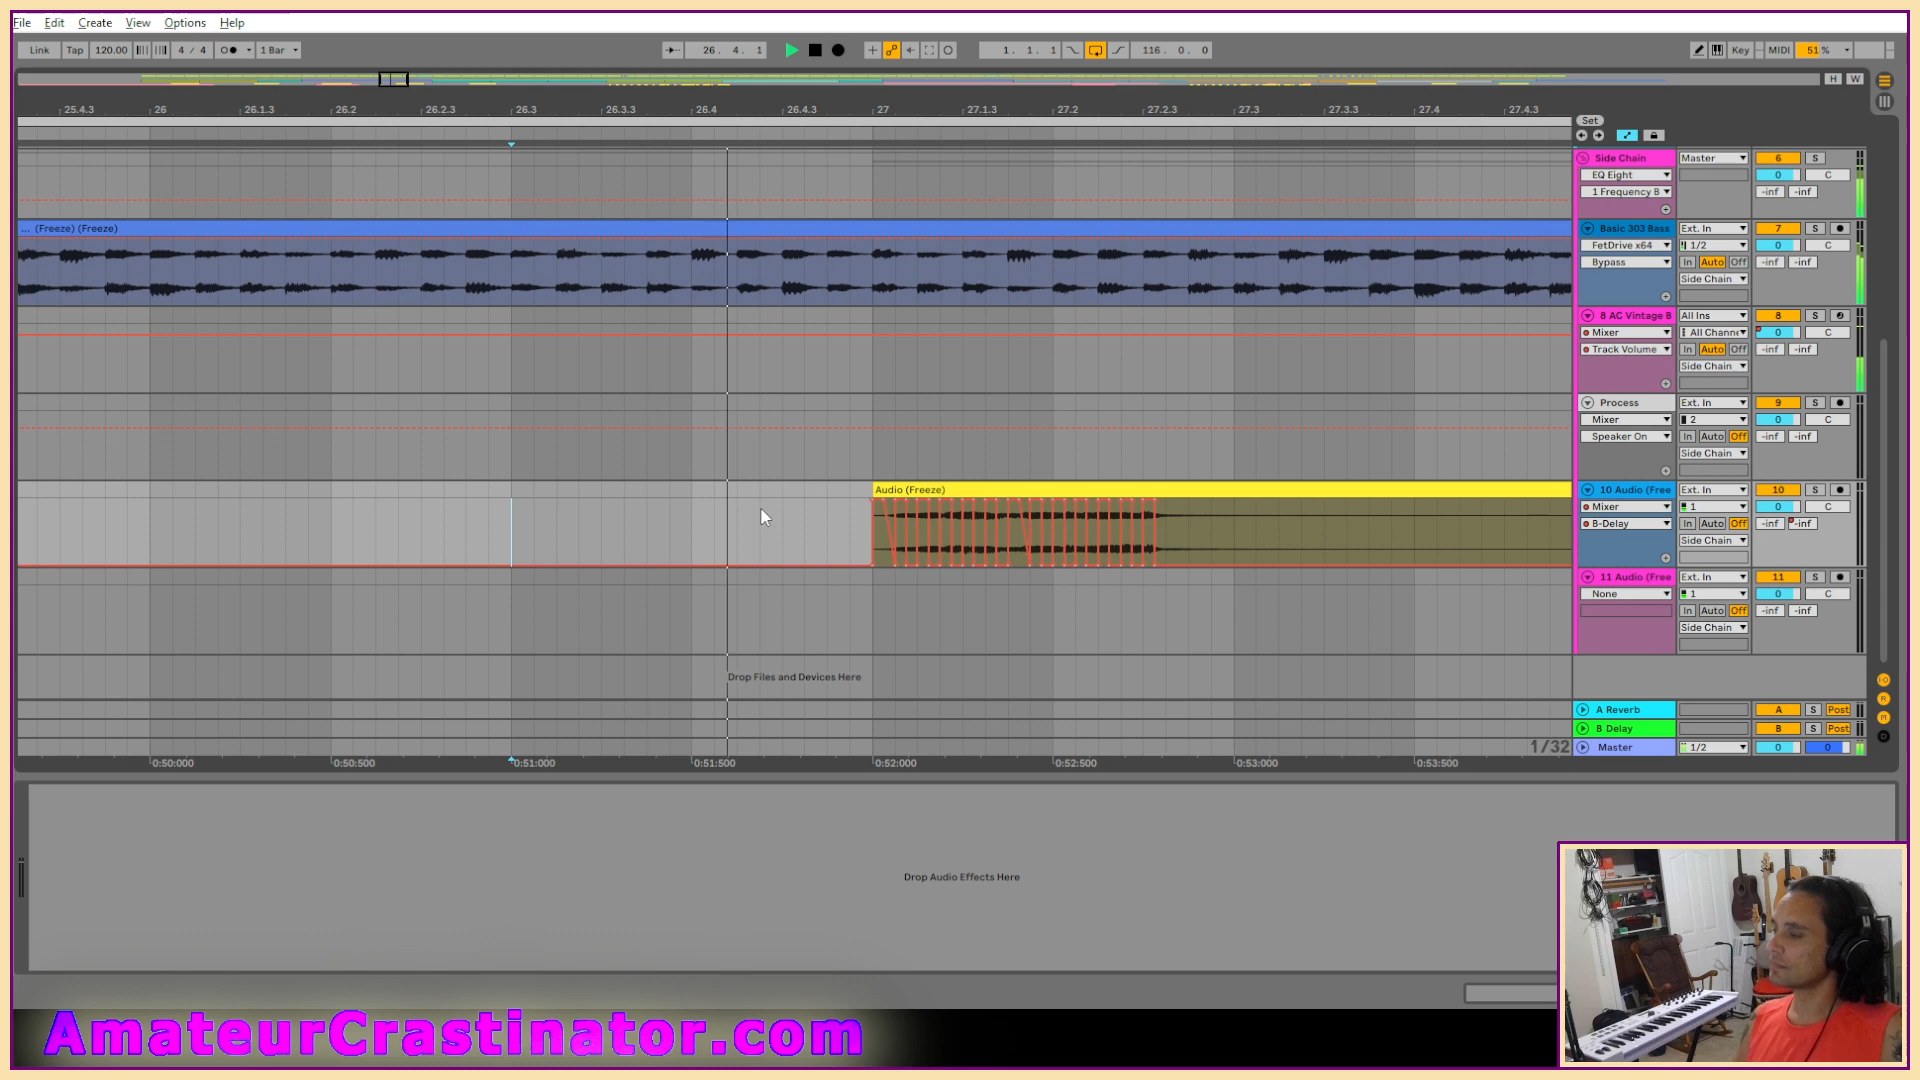 File Edit Create View Options Help
Link Tap 120.00 4 / 4 1 Bar 26. 4. 1 1. 1. 1 116. 0. 0 Key MIDI 51 %
H W
25.4.3 26 26.1.3 26.2 26.2.3 26.3 26.3.3 26.4 26.4.3 27 27.1.3 27.2 27.2.3 27.3 27.3.3 27.4 27.4.3
Set
Side Chain Master 6 S
EQ Eight 0 C
1 Frequency B -inf -inf
... (Freeze) (Freeze) Basic 303 Bass Ext. In 7 S
FetDrive x64 1/2 0 C
Bypass In Auto Off -inf -inf
Side Chain
8 AC Vintage B All Ins 8 S
Mixer All Channe 0 C
Track Volume In Auto Off -inf -inf
Side Chain
Process Ext. In 9 S
Mixer 2 0 C
Speaker On In Auto Off -inf -inf
Side Chain
Audio (Freeze) 10 Audio (Free Ext. In 10 S
Mixer 1 0 C
B-Delay In Auto Off -inf -inf
Side Chain
11 Audio (Free Ext. In 11 S
None 1 0 C
In Auto Off -inf -inf
Side Chain
Drop Files and Devices Here
A Reverb A S Post
B Delay B S Post
1/32 Master 1/2 0 0
0:50:000 0:50:500 0:51:000 0:51:500 0:52:000 0:52:500 0:53:000 0:53:500
Drop Audio Effects Here
AmateurCrastinator.com